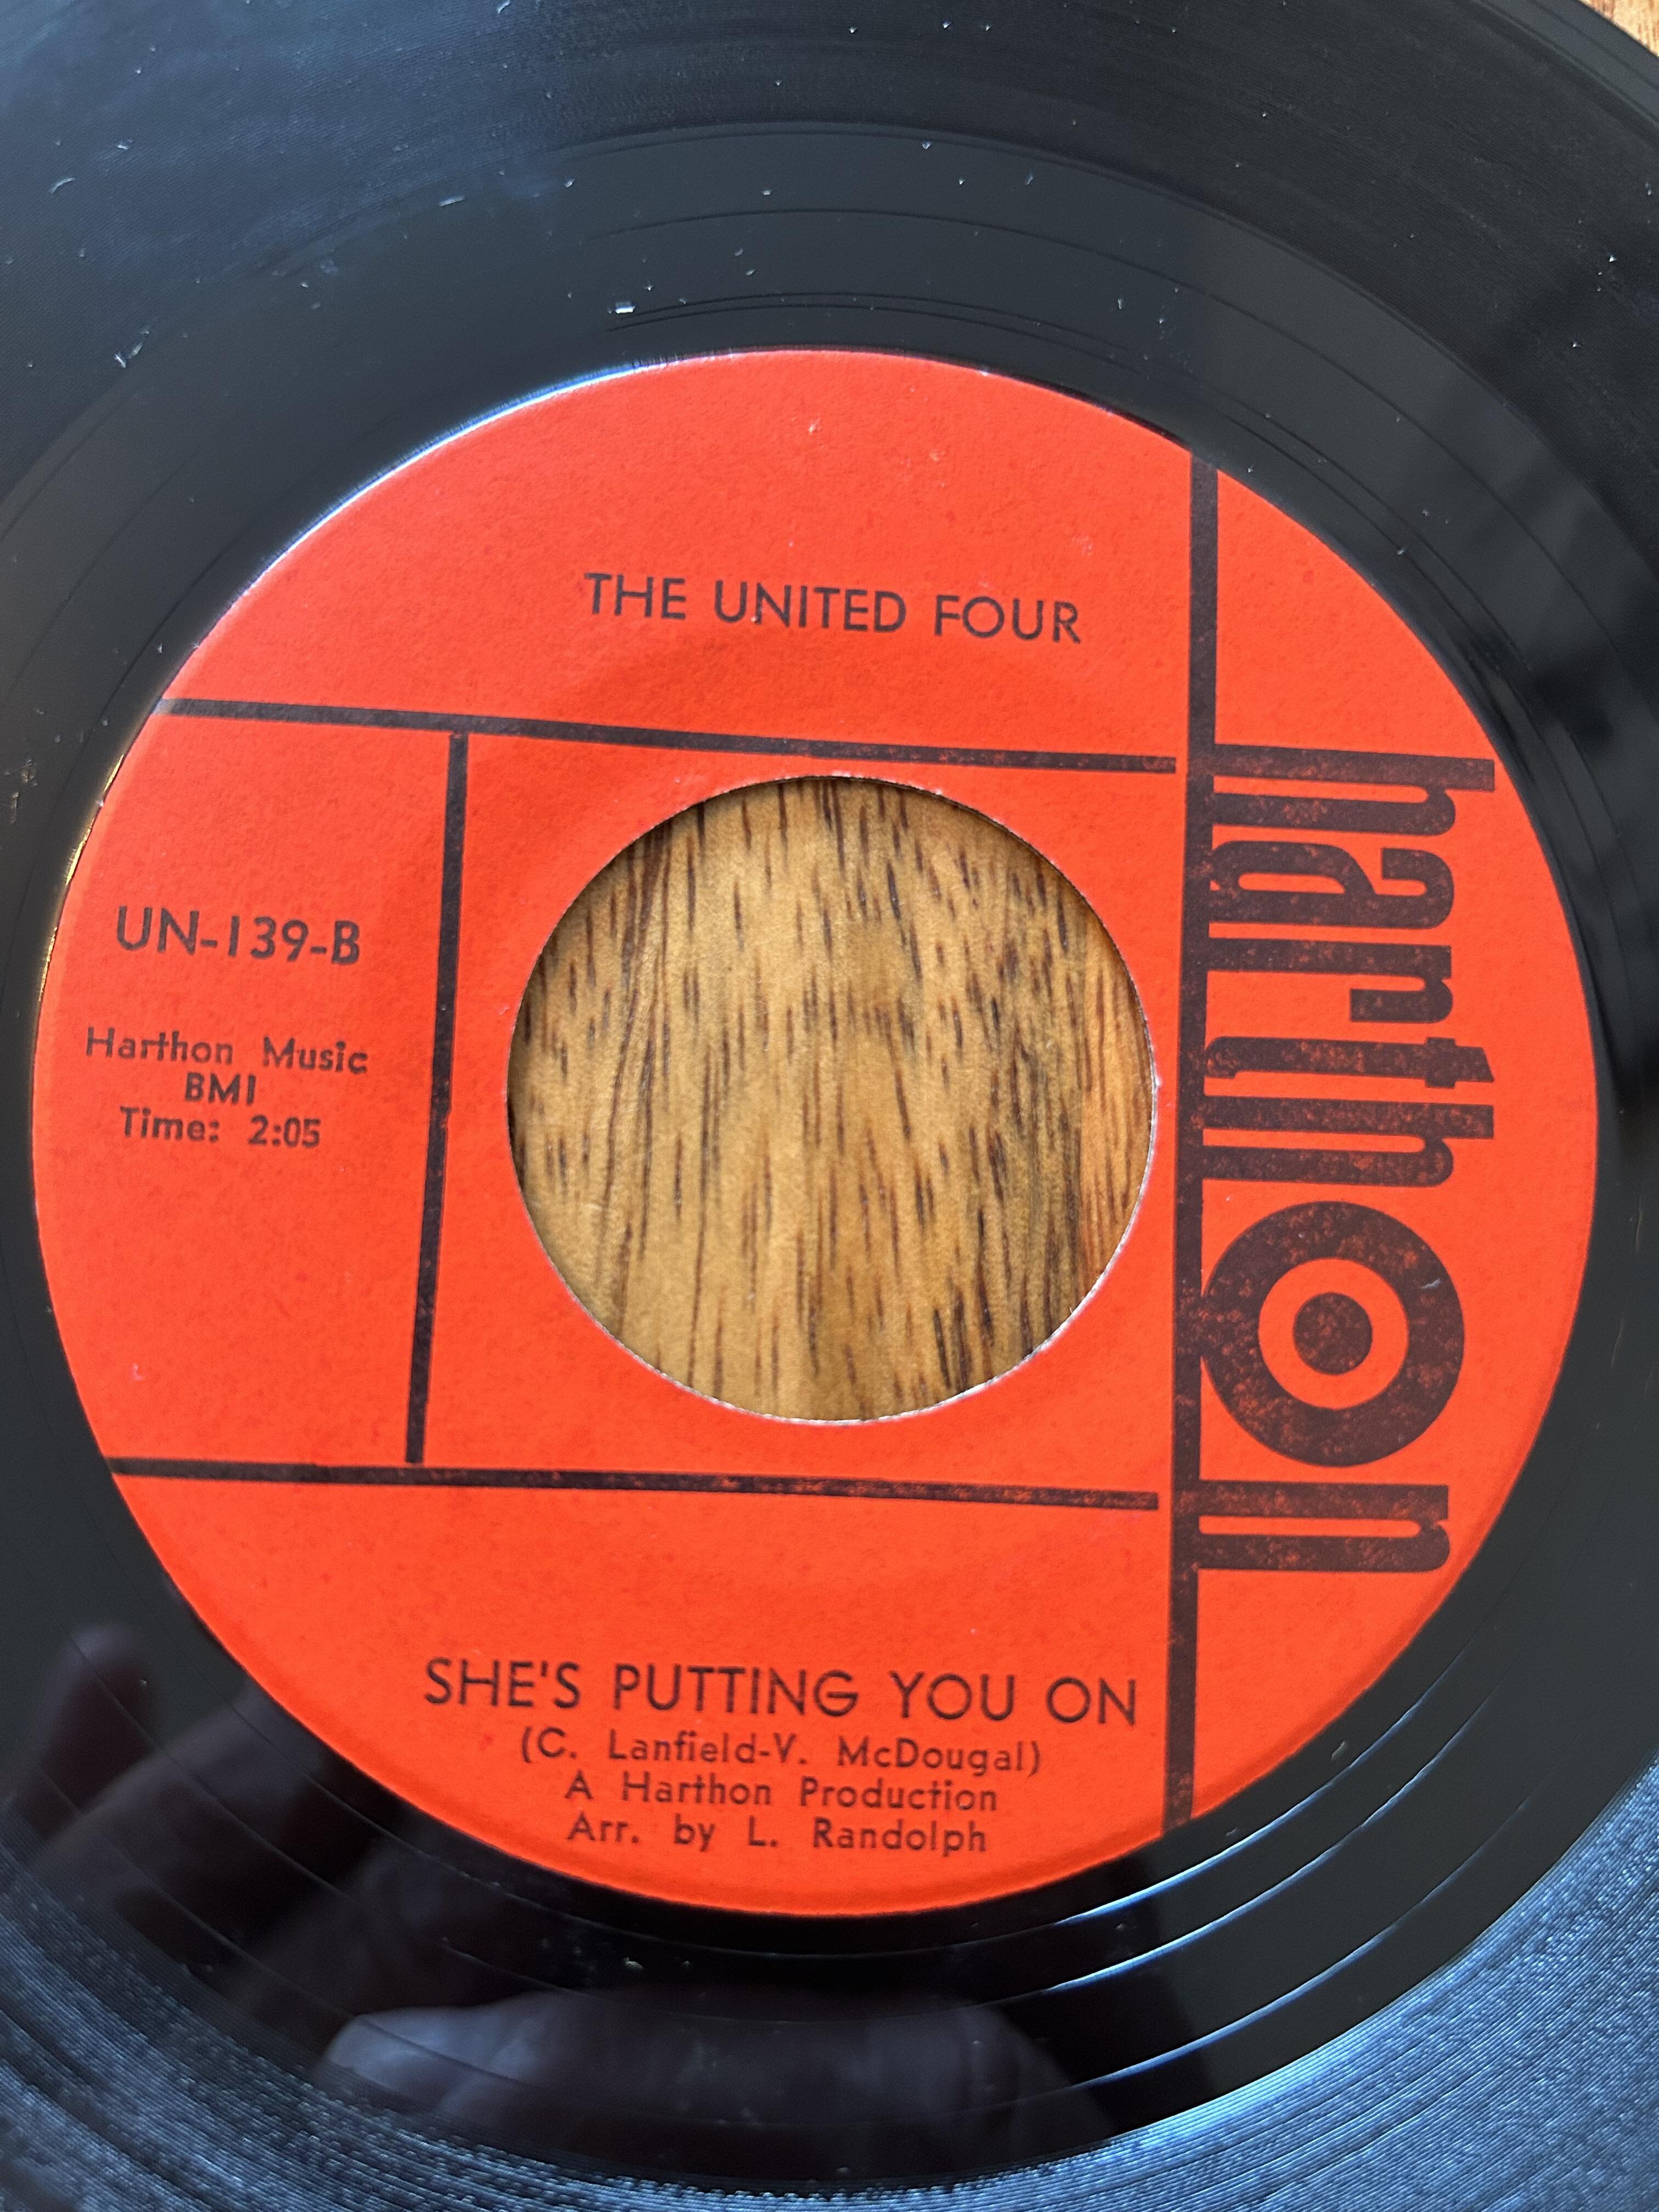 THE UNITED FOUR
UN-139-B
Harthon Music
BMI
Time: 2:05
harthon
SHE'S PUTTING YOU ON
(C. Lanfield-V. McDougal)
A Harthon Production
Arr. by L. Randolph